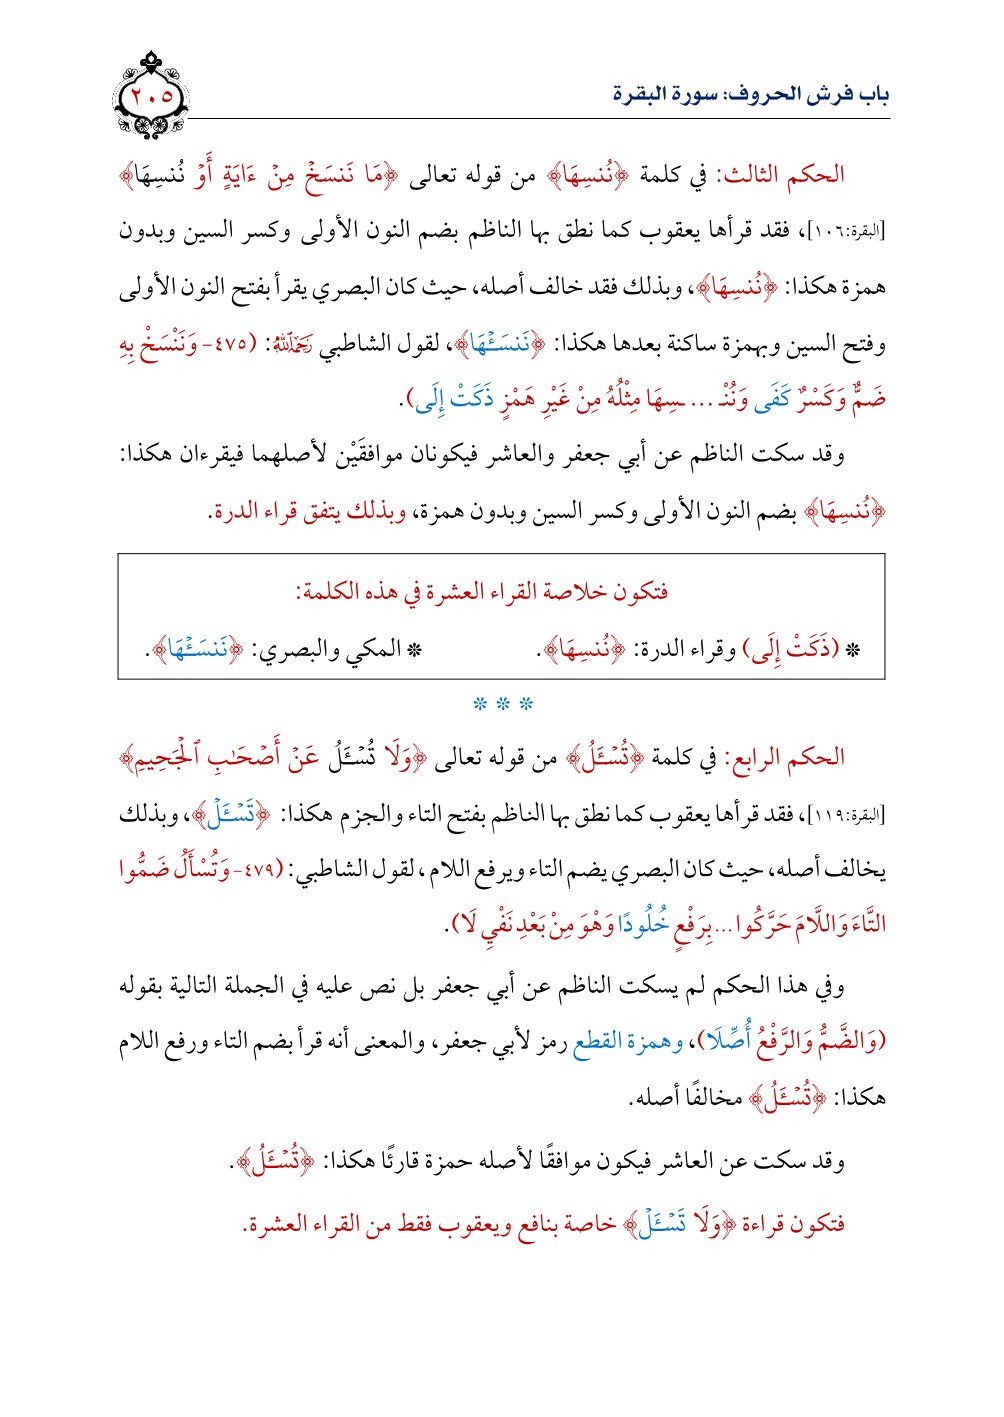 باب فرش الحروف: سورة البقرة
٢٠٥
الحكم الثالث: في كلمة ﴿نُنسِهَا﴾ من قوله تعالى ﴿مَا نَنسَخْ مِنْ ءَايَةٍ أَوْ نُنسِهَا﴾
[البقرة:١٠٦]، فقد قرأها يعقوب كما نطق بها الناظم بضم النون الأولى وكسر السين وبدون
همزة هكذا: ﴿نُنسِهَا﴾، وبذلك فقد خالف أصله، حيث كان البصري يقرأ بفتح النون الأولى
وفتح السين وبهمزة ساكنة بعدها هكذا: ﴿نَنسَـْٔهَا﴾، لقول الشاطبي رَحِمَهُ ٱللَّهُ: (٤٧٥- وَنَنْسَخْ بِهِ
ضَمٌّ وَكَسْرٌ كَفَى وَنُنْـ ... ـسِهَا مِثْلُهُ مِنْ غَيْرِ هَمْزٍ ذَكَتْ إِلَى).
وقد سكت الناظم عن أبي جعفر والعاشر فيكونان موافقَيْن لأصلهما فيقرءان هكذا:
﴿نُنسِهَا﴾ بضم النون الأولى وكسر السين وبدون همزة، وبذلك يتفق قراء الدرة.
فتكون خلاصة القراء العشرة في هذه الكلمة:
❊ (ذَكَتْ إِلَى) وقراء الدرة: ﴿نُنسِهَا﴾. ❊ المكي والبصري: ﴿نَنسَـْٔهَا﴾.
❊ ❊ ❊
الحكم الرابع: في كلمة ﴿تُسْـَٔلُ﴾ من قوله تعالى ﴿وَلَا تُسْـَٔلُ عَنْ أَصْحَٰبِ ٱلْجَحِيمِ﴾
[البقرة:١١٩]، فقد قرأها يعقوب كما نطق بها الناظم بفتح التاء والجزم هكذا: ﴿تَسْـَٔلْ﴾، وبذلك
يخالف أصله، حيث كان البصري يضم التاء ويرفع اللام، لقول الشاطبي: (٤٧٩- وَتُسْأَلُ ضَمُّوا
التَّاءَ وَاللَّامَ حَرَّكُوا ... بِرَفْعٍ خُلُودًا وَهْوَ مِنْ بَعْدِ نَفْيِ لَا).
وفي هذا الحكم لم يسكت الناظم عن أبي جعفر بل نص عليه في الجملة التالية بقوله
(وَالضَّمُّ وَالرَّفْعُ أُصِّلَا)، وهمزة القطع رمز لأبي جعفر، والمعنى أنه قرأ بضم التاء ورفع اللام
هكذا: ﴿تُسْـَٔلُ﴾ مخالفًا أصله.
وقد سكت عن العاشر فيكون موافقًا لأصله حمزة قارئًا هكذا: ﴿تُسْـَٔلُ﴾.
فتكون قراءة ﴿وَلَا تَسْـَٔلْ﴾ خاصة بنافع ويعقوب فقط من القراء العشرة.